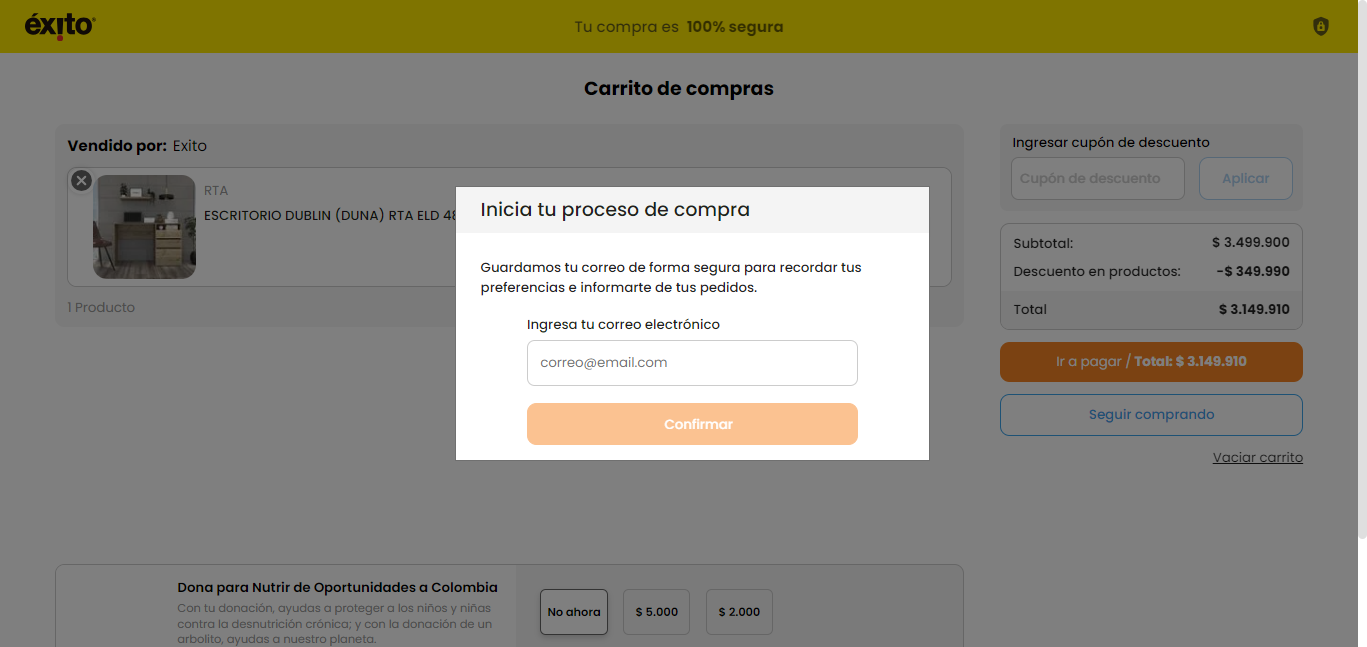 éxito
Tu compra es 100% segura
Carrito de compras
Vendido por: Exito
RTA
ESCRITORIO DUBLIN (DUNA) RTA ELD
1 Producto
Inicia tu proceso de compra
Guardamos tu correo de forma segura para recordar tus
preferencias e informarte de tus pedidos.
Ingresa tu correo electrónico
correo@email.com
Confirmar
Ingresar cupón de descuento
Cupón de descuento
Aplicar
Subtotal: $ 3.499.900
Descuento en productos: -$ 349.990
Total $ 3.149.910
Ir a pagar / Total: $ 3.149.910
Seguir comprando
Vaciar carrito
Dona para Nutrir de Oportunidades a Colombia
Con tu donación, ayudas a proteger a los niños y niñas
contra la desnutrición crónica; y con la donación de un
arbolito, ayudas a nuestro planeta.
No ahora
$ 5.000
$ 2.000